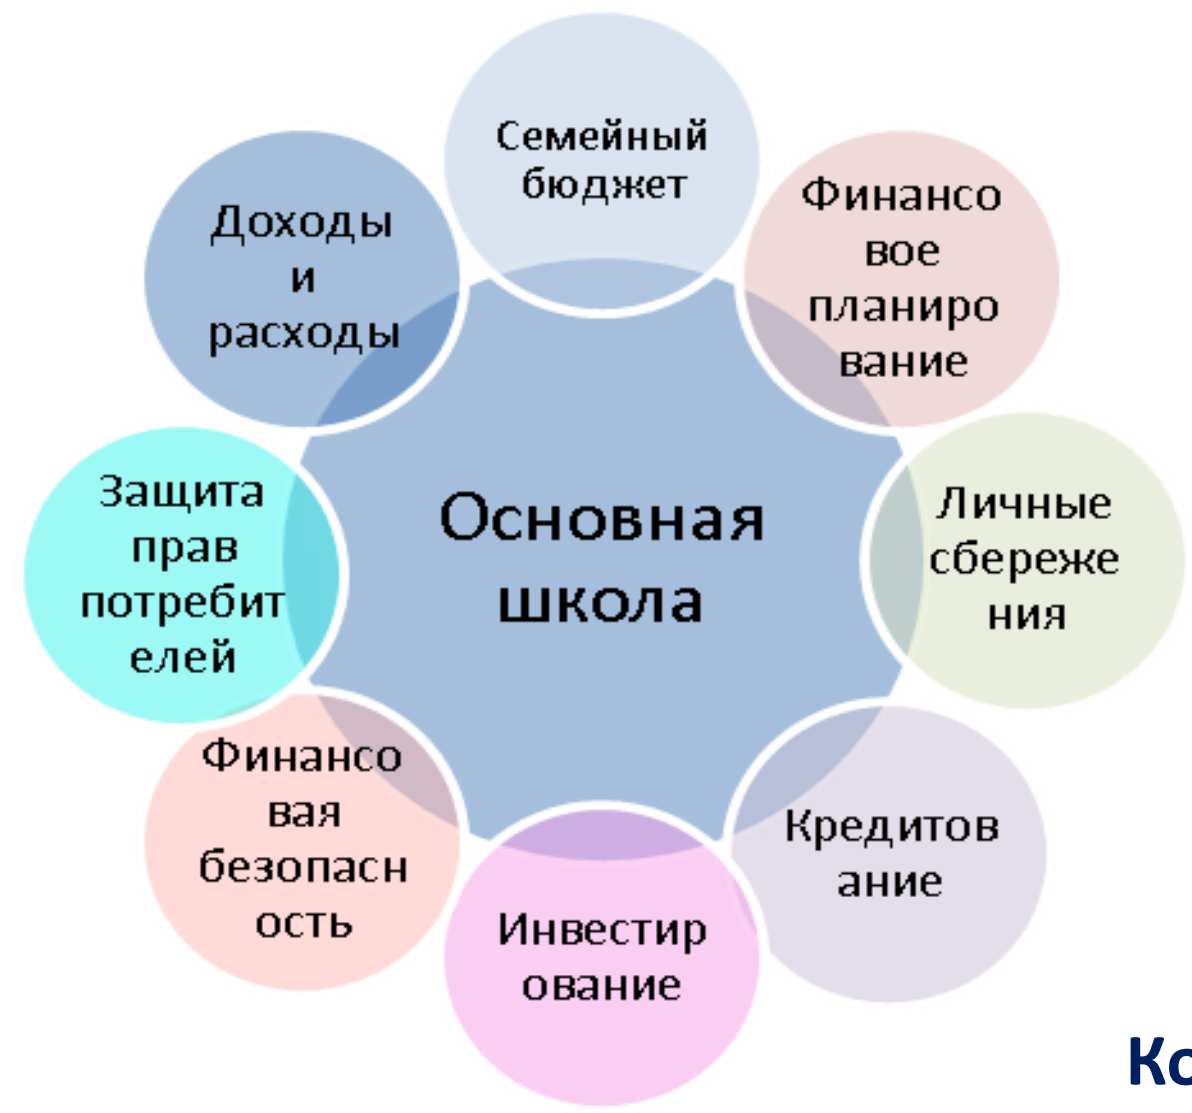 Семейный
бюджет
Финансо
вое
планиро
вание
Личные
сбереже
ния
Кредитов
ание
Инвестир
ование
Финансо
вая
безопасн
ость
Защита
прав
потребит
елей
Доходы
и
расходы
Основная
школа
Ко